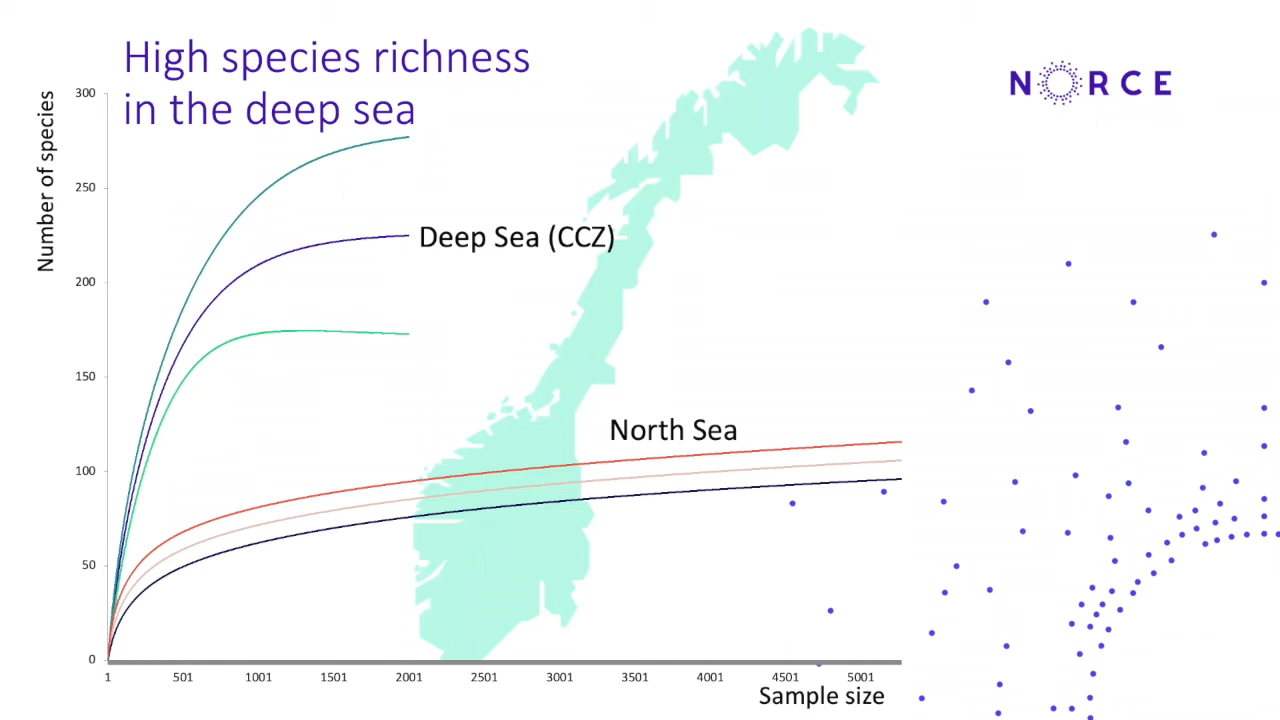 High species richness
in the deep sea
NORCE
Number of species
300
250
200
150
100
50
0
Deep Sea (CCZ)
North Sea
1 501 1001 1501 2001 2501 3001 3501 4001 4501 5001
Sample size